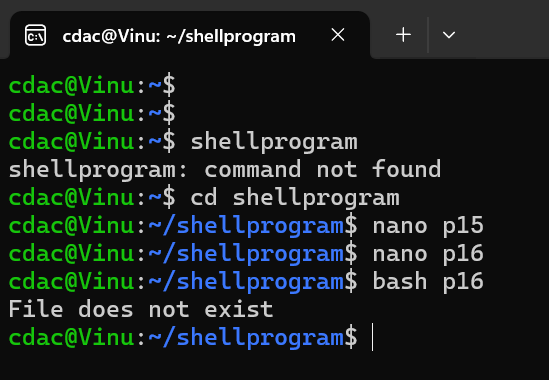 cdac@Vinu: ~/shellprogram
cdac@Vinu:~$
cdac@Vinu:~$
cdac@Vinu:~$ shellprogram
shellprogram: command not found
cdac@Vinu:~$ cd shellprogram
cdac@Vinu:~/shellprogram$ nano p15
cdac@Vinu:~/shellprogram$ nano p16
cdac@Vinu:~/shellprogram$ bash p16
File does not exist
cdac@Vinu:~/shellprogram$